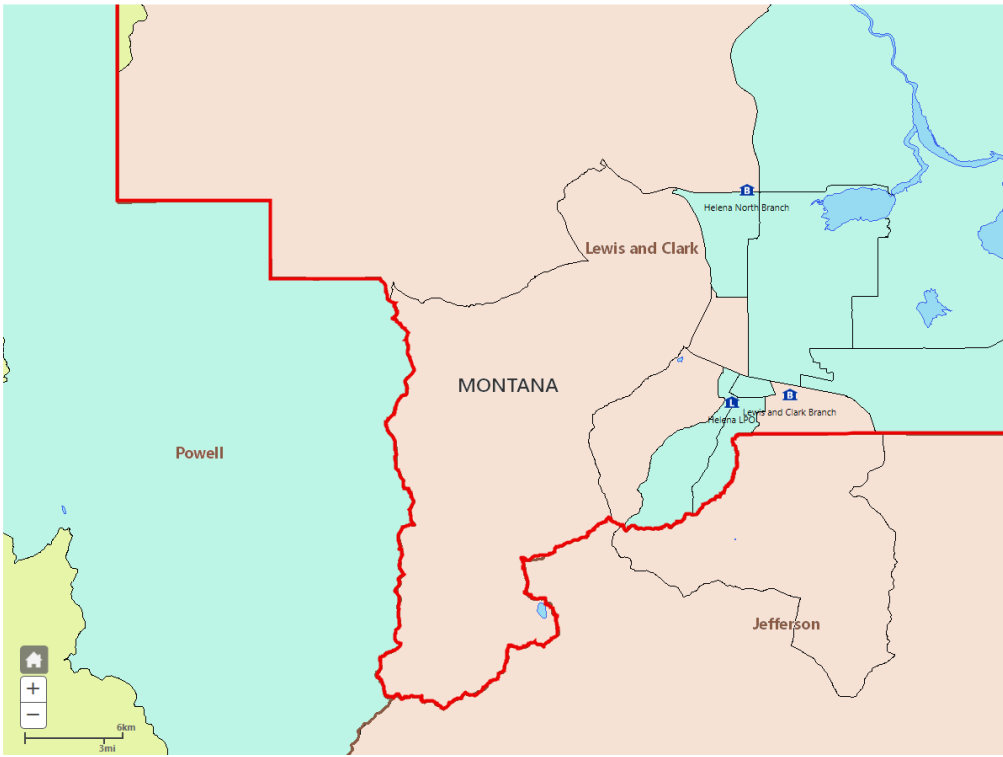 B
Helena North Branch
Lewis and Clark
MONTANA
B
L
Lewis and Clark Branch
Helena LPO
Powell
Jefferson
+
−
6km
3mi